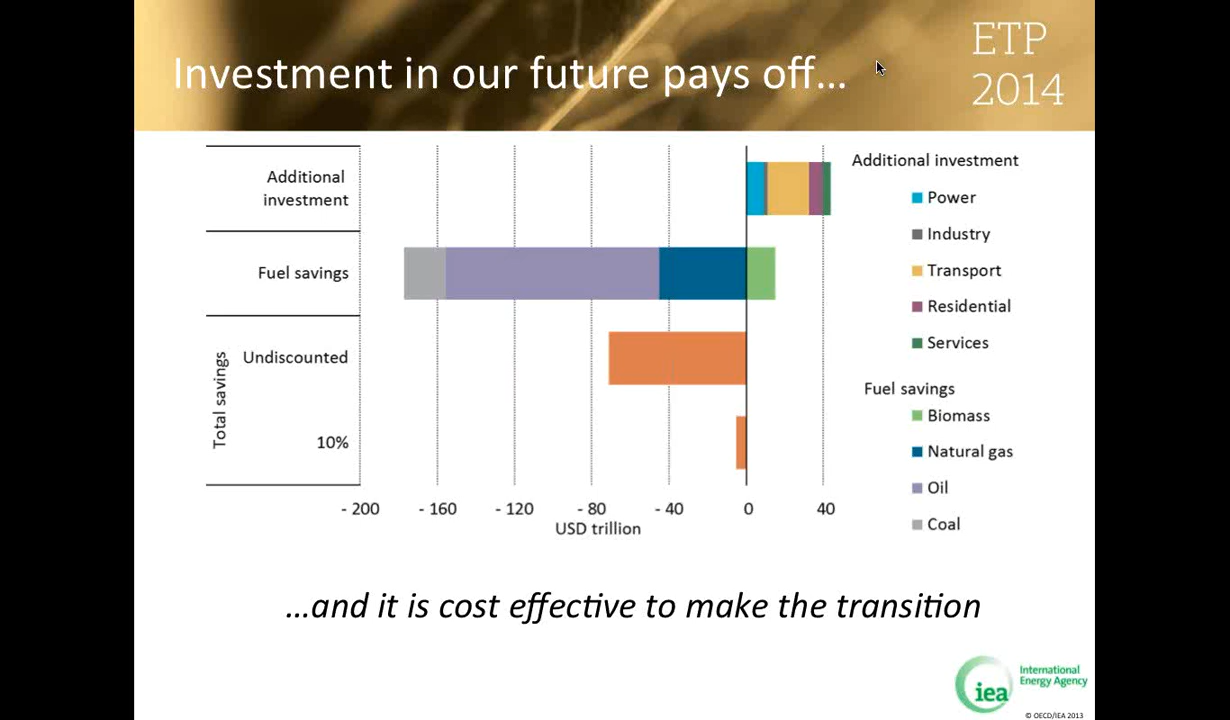 Investment in our future pays off...
ETP
2014
Additional
investment
Fuel savings
Total savings
Undiscounted
10%
- 200
- 160
- 120
- 80
- 40
0
40
USD trillion
Additional investment
Power
Industry
Transport
Residential
Services
Fuel savings
Biomass
Natural gas
Oil
Coal
...and it is cost effective to make the transition
iea
International
Energy Agency
© OECD/IEA 2013